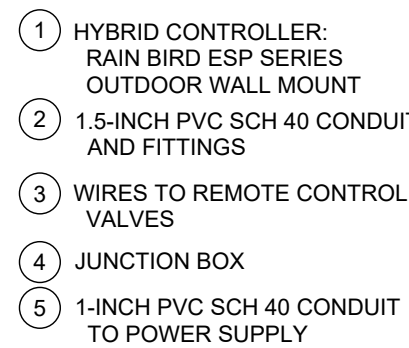 1 HYBRID CONTROLLER:
RAIN BIRD ESP SERIES
OUTDOOR WALL MOUNT
2 1.5-INCH PVC SCH 40 CONDUIT
AND FITTINGS
3 WIRES TO REMOTE CONTROL
VALVES
4 JUNCTION BOX
5 1-INCH PVC SCH 40 CONDUIT
TO POWER SUPPLY